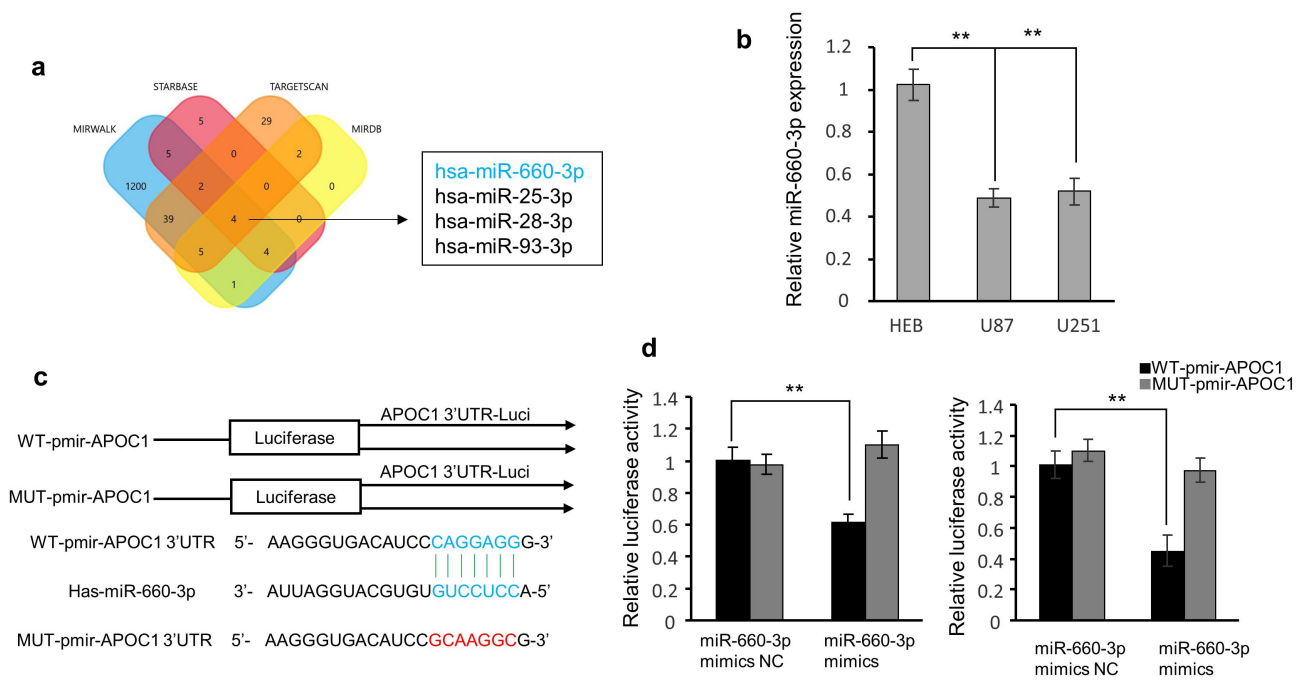 a
STARBASE
TARGETSCAN
MIRWALK
MIRDB
5
29
5
0
2
1200
2
0
0
39
4
0
5
4
1
hsa-miR-660-3p
hsa-miR-25-3p
hsa-miR-28-3p
hsa-miR-93-3p
b
Relative miR-660-3p expression
1.2
1
0.8
0.6
0.4
0.2
0
** **
HEB U87 U251
c
WT-pmir-APOC1 Luciferase APOC1 3'UTR-Luci
MUT-pmir-APOC1 Luciferase APOC1 3'UTR-Luci
WT-pmir-APOC1 3'UTR 5'- AAGGGUGACAUCCCAGGAGGG-3'
Has-miR-660-3p 3'- AUUAGGUACGUGUGUCCUCCA-5'
MUT-pmir-APOC1 3'UTR 5'- AAGGGUGACAUCCGCAAGGCG-3'
d
Relative luciferase activity
1.4
1.2
1
0.8
0.6
0.4
0.2
0
**
miR-660-3p
mimics NC
miR-660-3p
mimics
WT-pmir-APOC1
MUT-pmir-APOC1
Relative luciferase activity
1.4
1.2
1
0.8
0.6
0.4
0.2
0
**
miR-660-3p
mimics NC
miR-660-3p
mimics